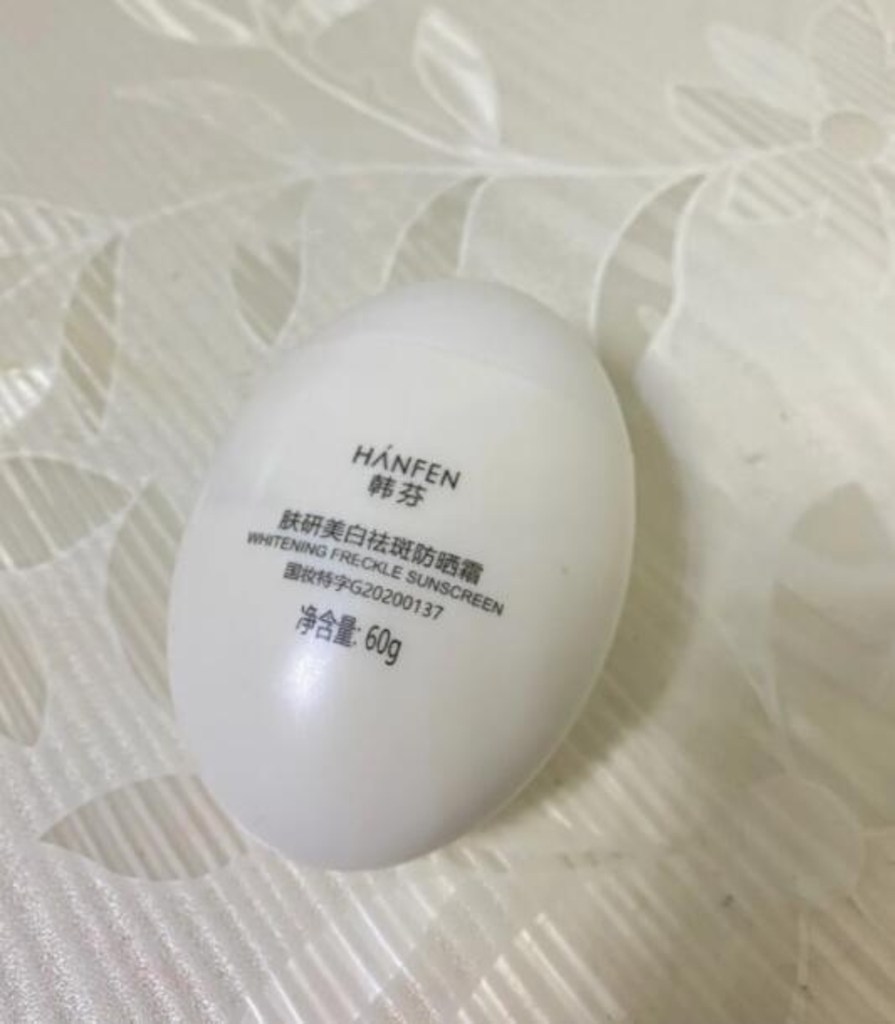 HÁNFEN
韩芬
肤研美白祛斑防晒霜
WHITENING FRECKLE SUNSCREEN
国妆特字G20200137
净含量: 60g